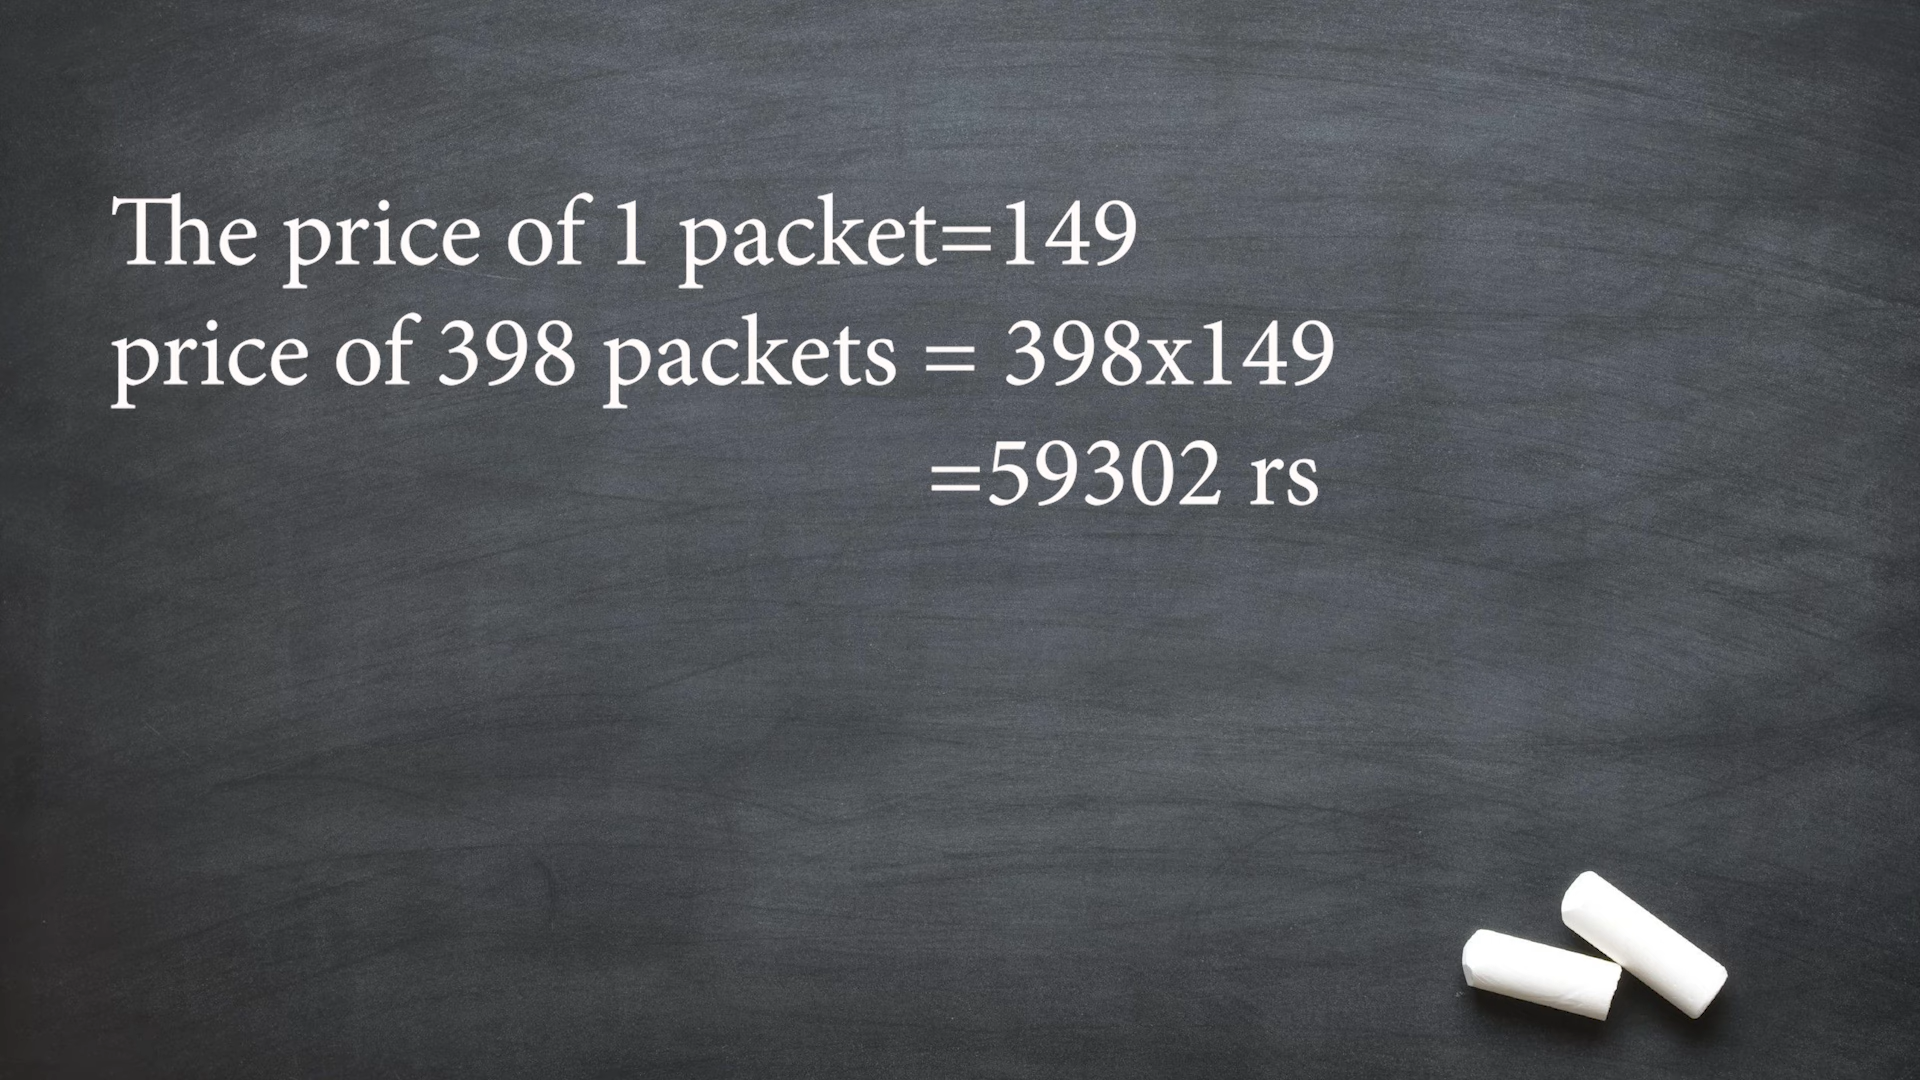 The price of 1 packet=149
price of 398 packets = 398x149
=59302 rs